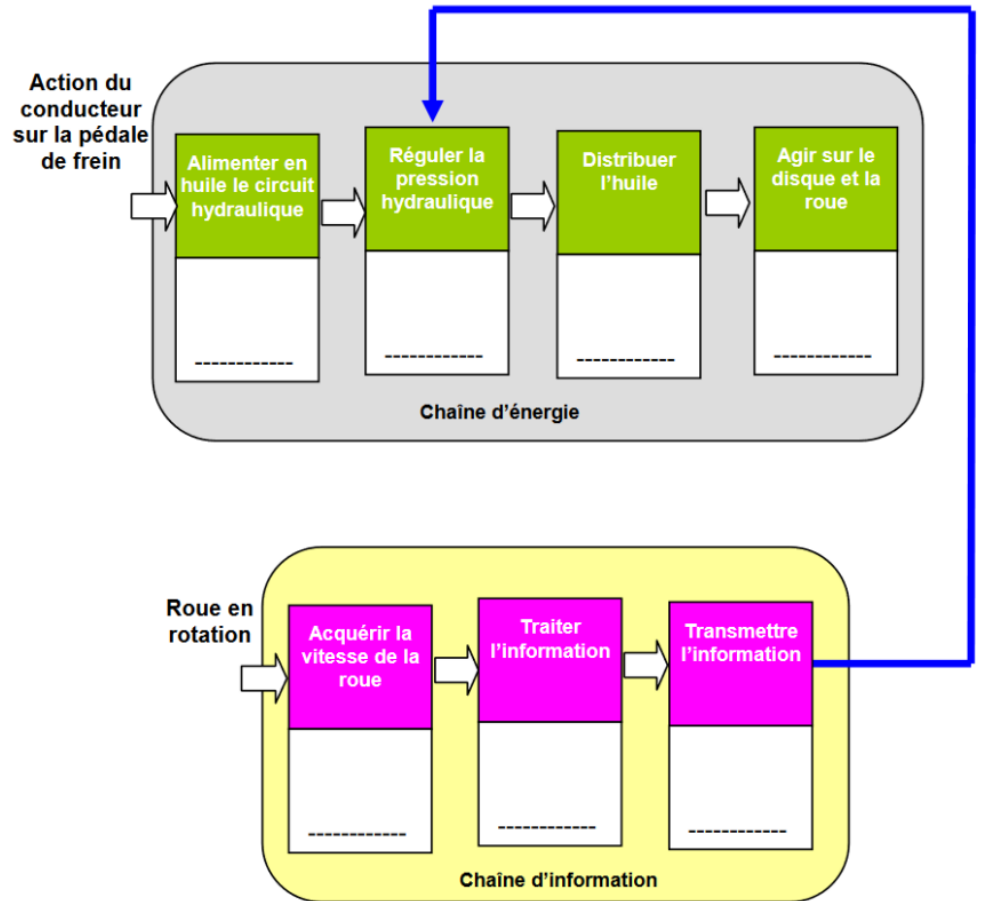 Action du
conducteur
sur la pédale
de frein
Alimenter en
huile le circuit
hydraulique
Réguler la
pression
hydraulique
Distribuer
l'huile
Agir sur le
disque et la
roue
------------
------------
------------
------------
Chaîne d'énergie
Roue en
rotation
Acquérir la
vitesse de la
roue
Traiter
l'information
Transmettre
l'information
------------
------------
------------
Chaîne d'information